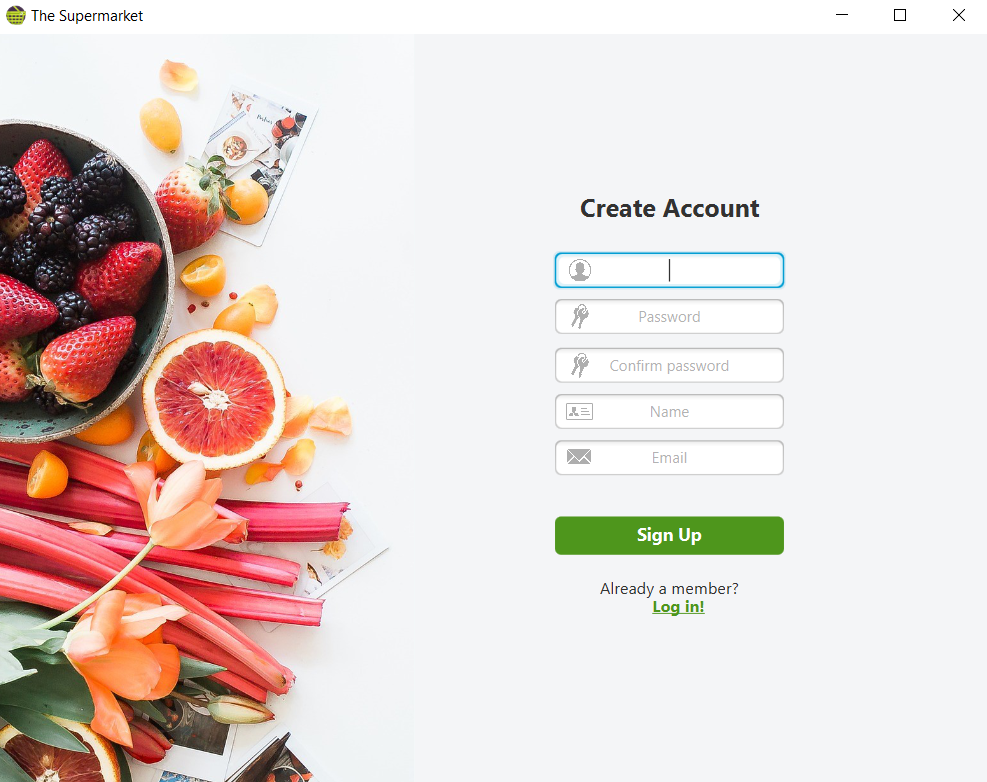 The Supermarket
Create Account
Password
Confirm password
Name
Email
Sign Up
Already a member?
Log in!